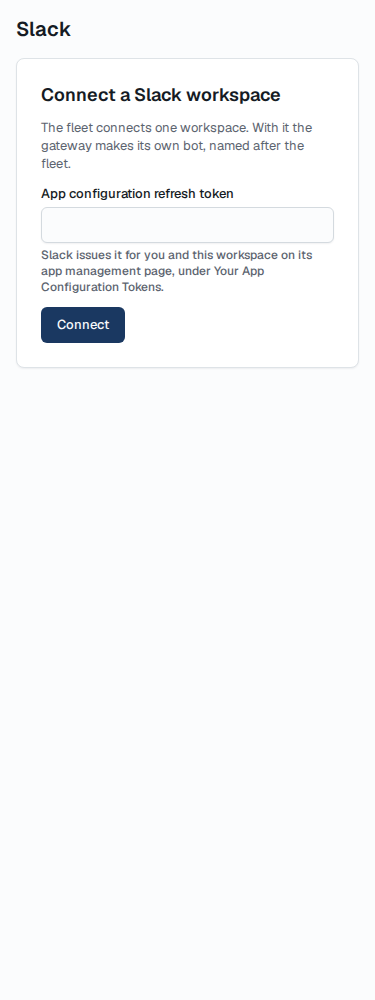 Slack
Connect a Slack workspace
The fleet connects one workspace. With it the
gateway makes its own bot, named after the
fleet.
App configuration refresh token
Slack issues it for you and this workspace on its
app management page, under Your App
Configuration Tokens.
Connect